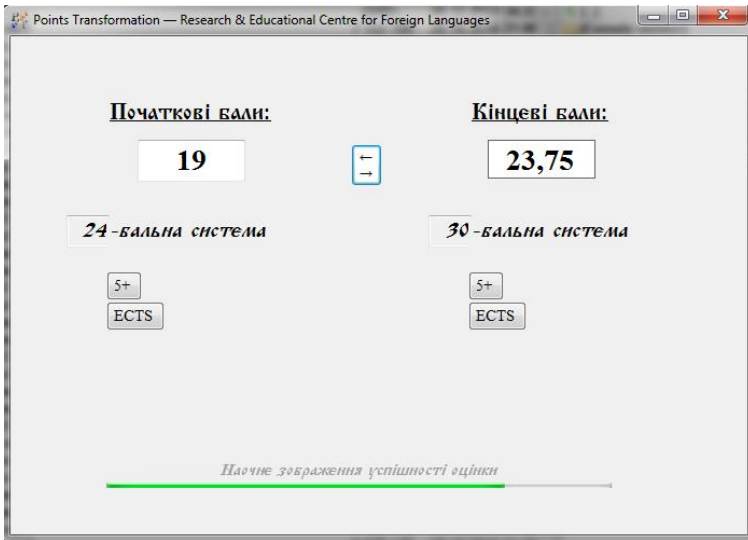 Points Transformation — Research & Educational Centre for Foreign Languages
Початкові бали:
Кінцеві бали:
19
←
→
23,75
24-бальна система
30-бальна система
5+
5+
ECTS
ECTS
Наочне зображення успішності оцінки